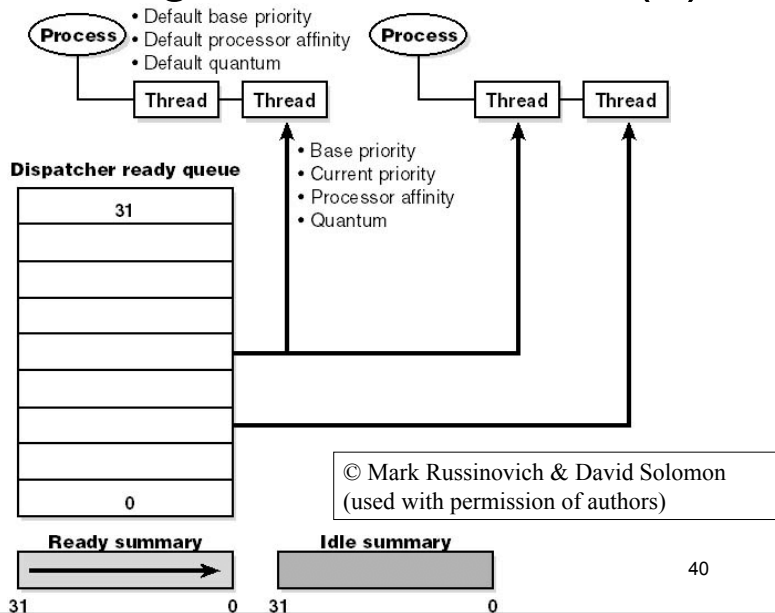 • Default base priority
• Default processor affinity
• Default quantum
Process
Process
Thread
Thread
Thread
Thread
• Base priority
• Current priority
• Processor affinity
• Quantum
Dispatcher ready queue
31
0
© Mark Russinovich & David Solomon
(used with permission of authors)
Ready summary
Idle summary
31
0
31
0
40